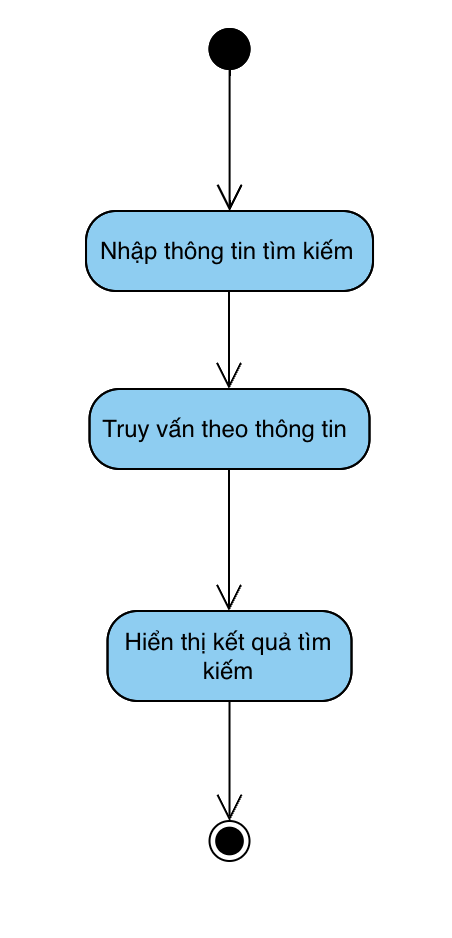 Nhập thông tin tìm kiếm
Truy vấn theo thông tin
Hiển thị kết quả tìm
kiếm